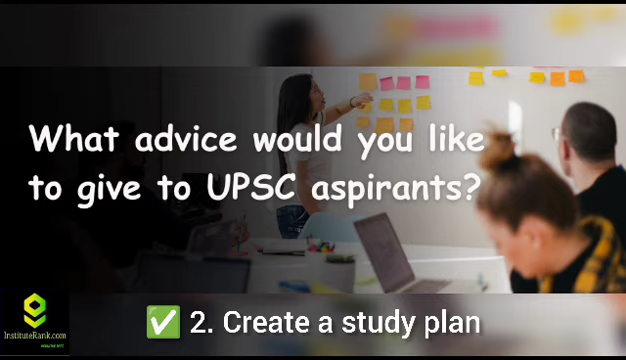 What advice would you like
to give to UPSC aspirants?
InstituteRank.com
✅ 2. Create a study plan